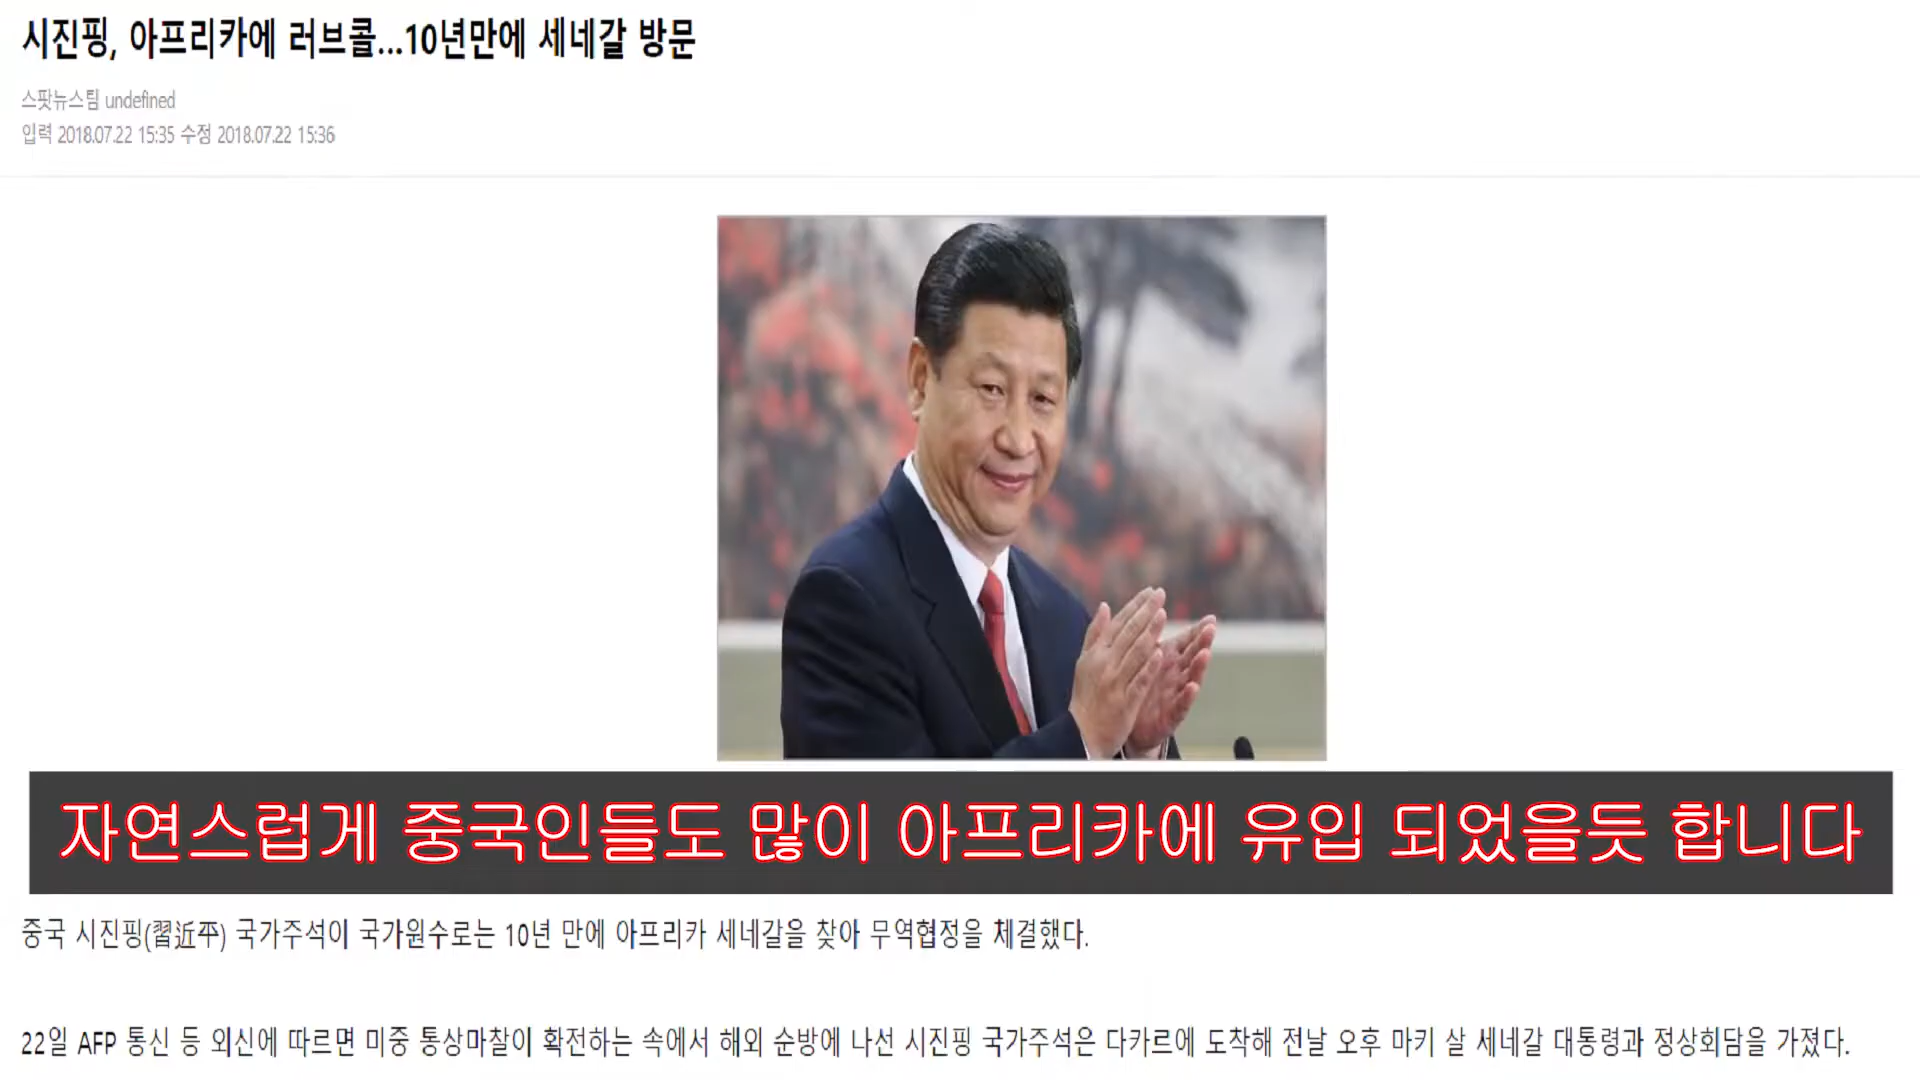 시진핑, 아프리카에 러브콜...10년만에 세네갈 방문
스팟뉴스팀 undefined
입력 2018.07.22 15:35 수정 2018.07.22 15:36
자연스럽게 중국인들도 많이 아프리카에 유입 되었을듯 합니다
중국 시진핑(習近平) 국가주석이 국가원수로는 10년 만에 아프리카 세네갈을 찾아 무역협정을 체결했다.
22일 AFP 통신 등 외신에 따르면 미중 통상마찰이 확전하는 속에서 해외 순방에 나선 시진핑 국가주석은 다카르에 도착해 전날 오후 마키 살 세네갈 대통령과 정상회담을 가졌다.